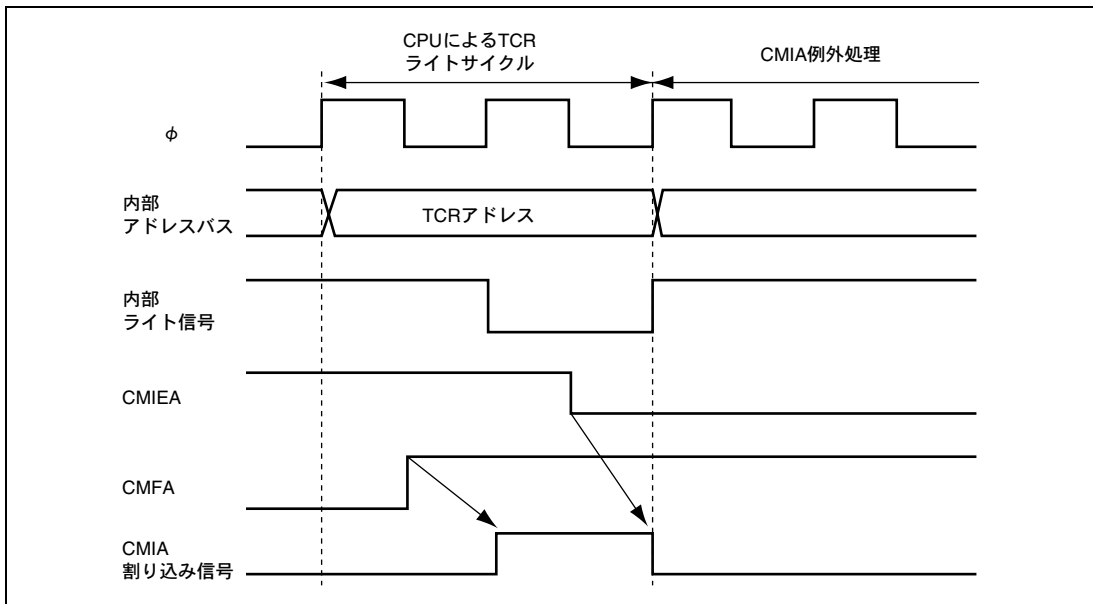 CPUによるTCR
ライトサイクル
CMIA例外処理
φ
内部
アドレスバス
TCRアドレス
内部
ライト信号
CMIEA
CMFA
CMIA
割り込み信号